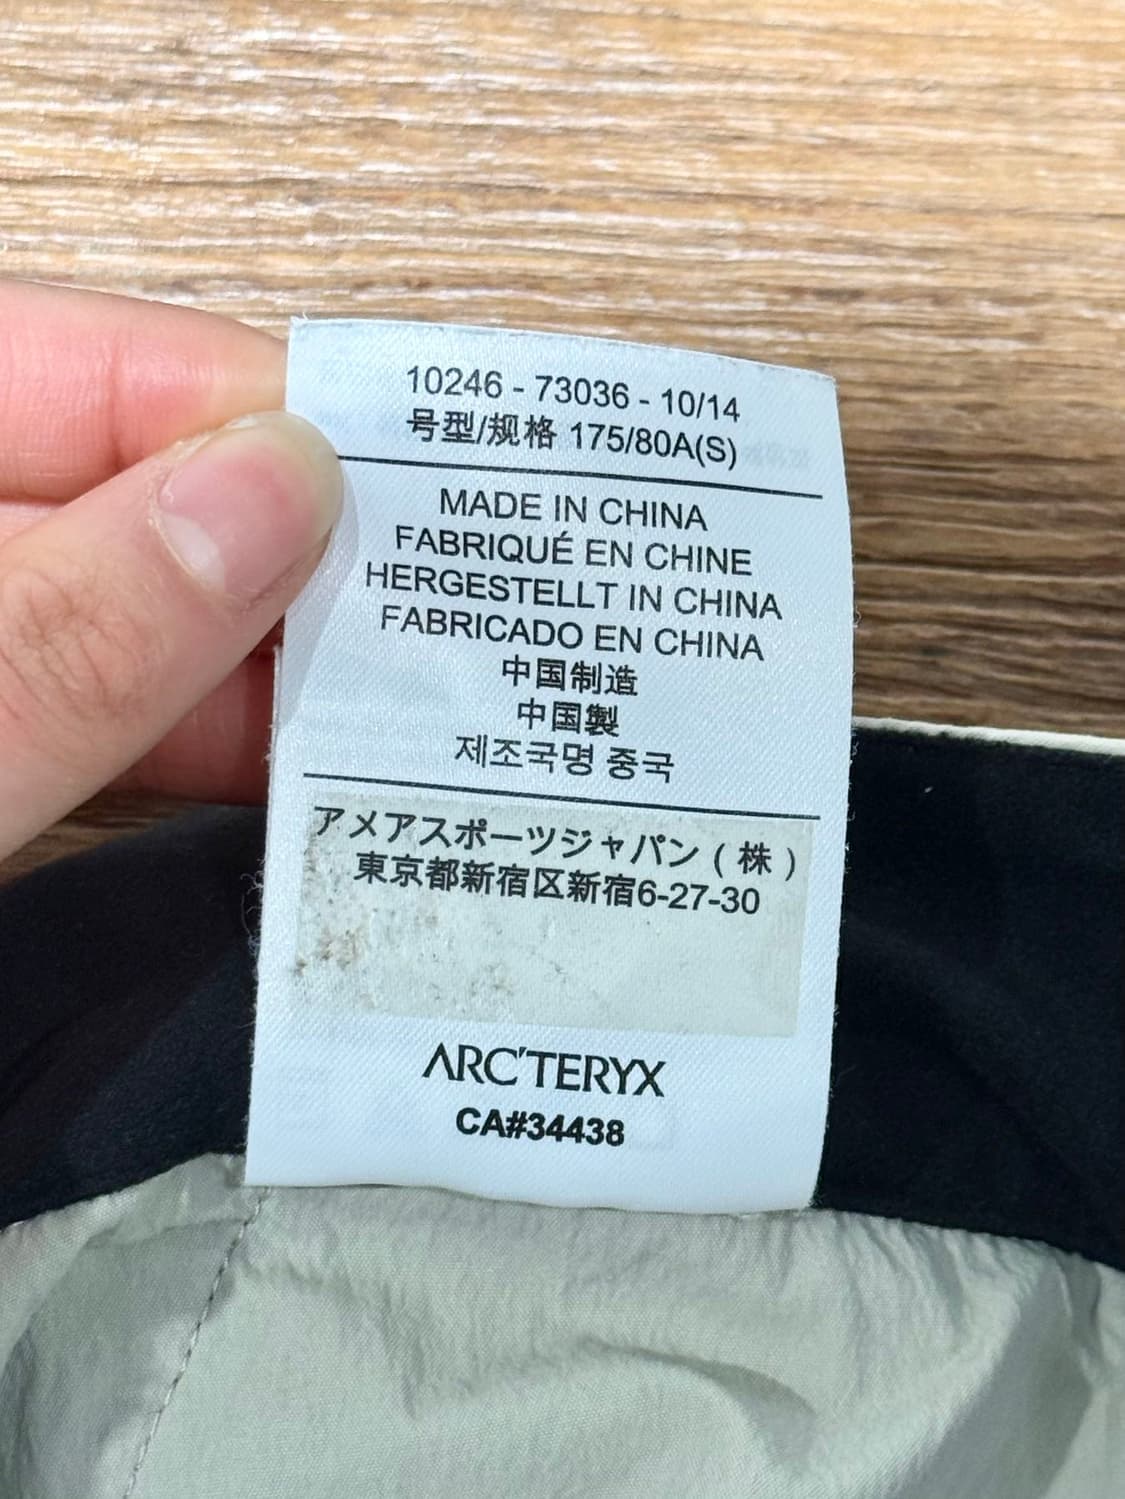 10246 - 73036 - 10/14
号型/规格 175/80A(S)
MADE IN CHINA
FABRIQUÉ EN CHINE
HERGESTELLT IN CHINA
FABRICADO EN CHINA
中国制造
中国製
제조국명 중국
アメアスポーツジャパン ( 株 )
東京都新宿区新宿6-27-30
ARC'TERYX
CA#34438